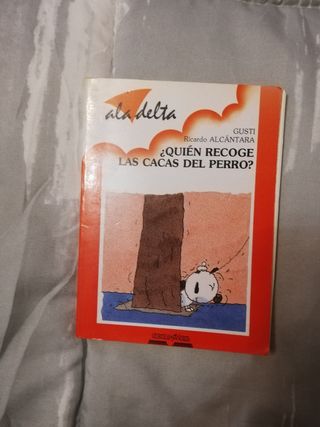 ala delta
GUSTI
Ricardo ALCÁNTARA
¿QUIÉN RECOGE
LAS CACAS DEL PERRO?